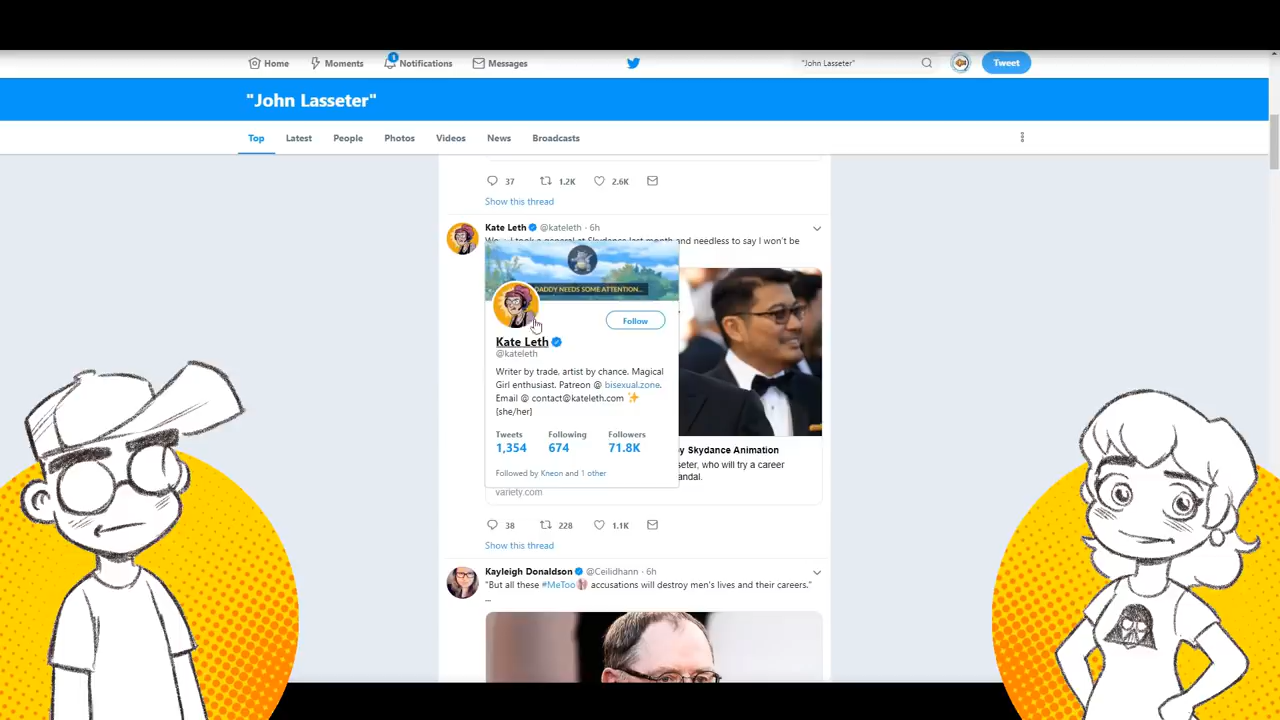 Home Moments Notifications Messages "John Lasseter" Tweet
"John Lasseter"
Top Latest People Photos Videos News Broadcasts
37 1.2K 2.6K
Show this thread
Kate Leth @kateleth · 6h
and needless to say I won't be
DADDY NEEDS SOME ATTENTION...
Follow
Kate Leth
@kateleth
Writer by trade, artist by chance. Magical
Girl enthusiast. Patreon @ bisexual.zone.
Email @ contact@kateleth.com ✨
{she/her}
Tweets Following Followers
1,354 674 71.8K
Followed by Kneon and 1 other
y Skydance Animation
seter, who will try a career
andal.
variety.com
38 228 1.1K
Show this thread
Kayleigh Donaldson @Ceilidhann · 6h
"But all these #MeToo accusations will destroy men's lives and their careers."
...